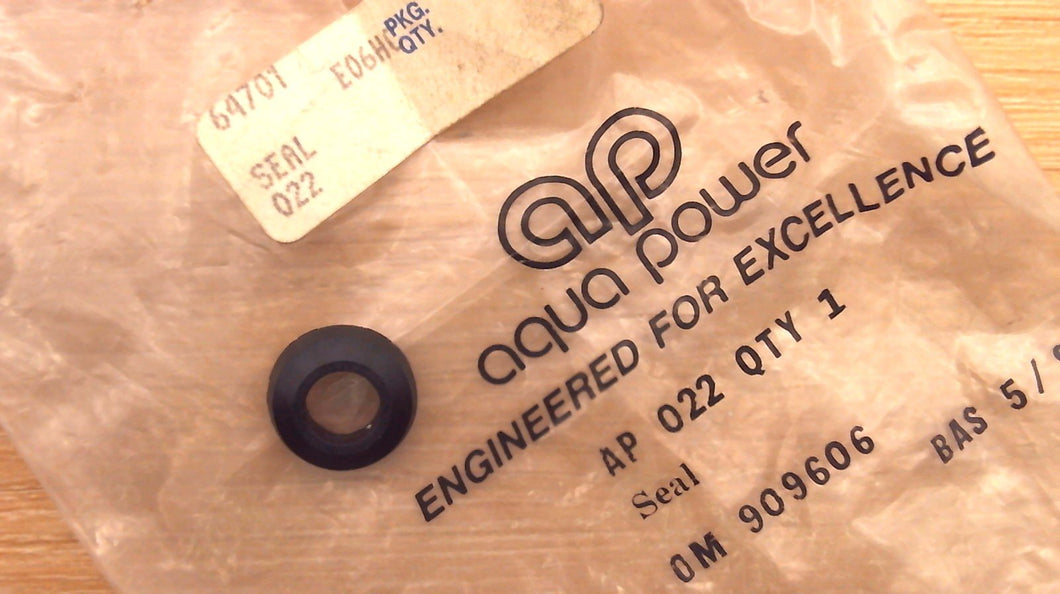 PKG.
QTY.
64701
SEAL
022
ap
aqua power
ENGINEERED FOR EXCELLENCE
AP 022 QTY 1
Seal
OM 909606
BAS 5/